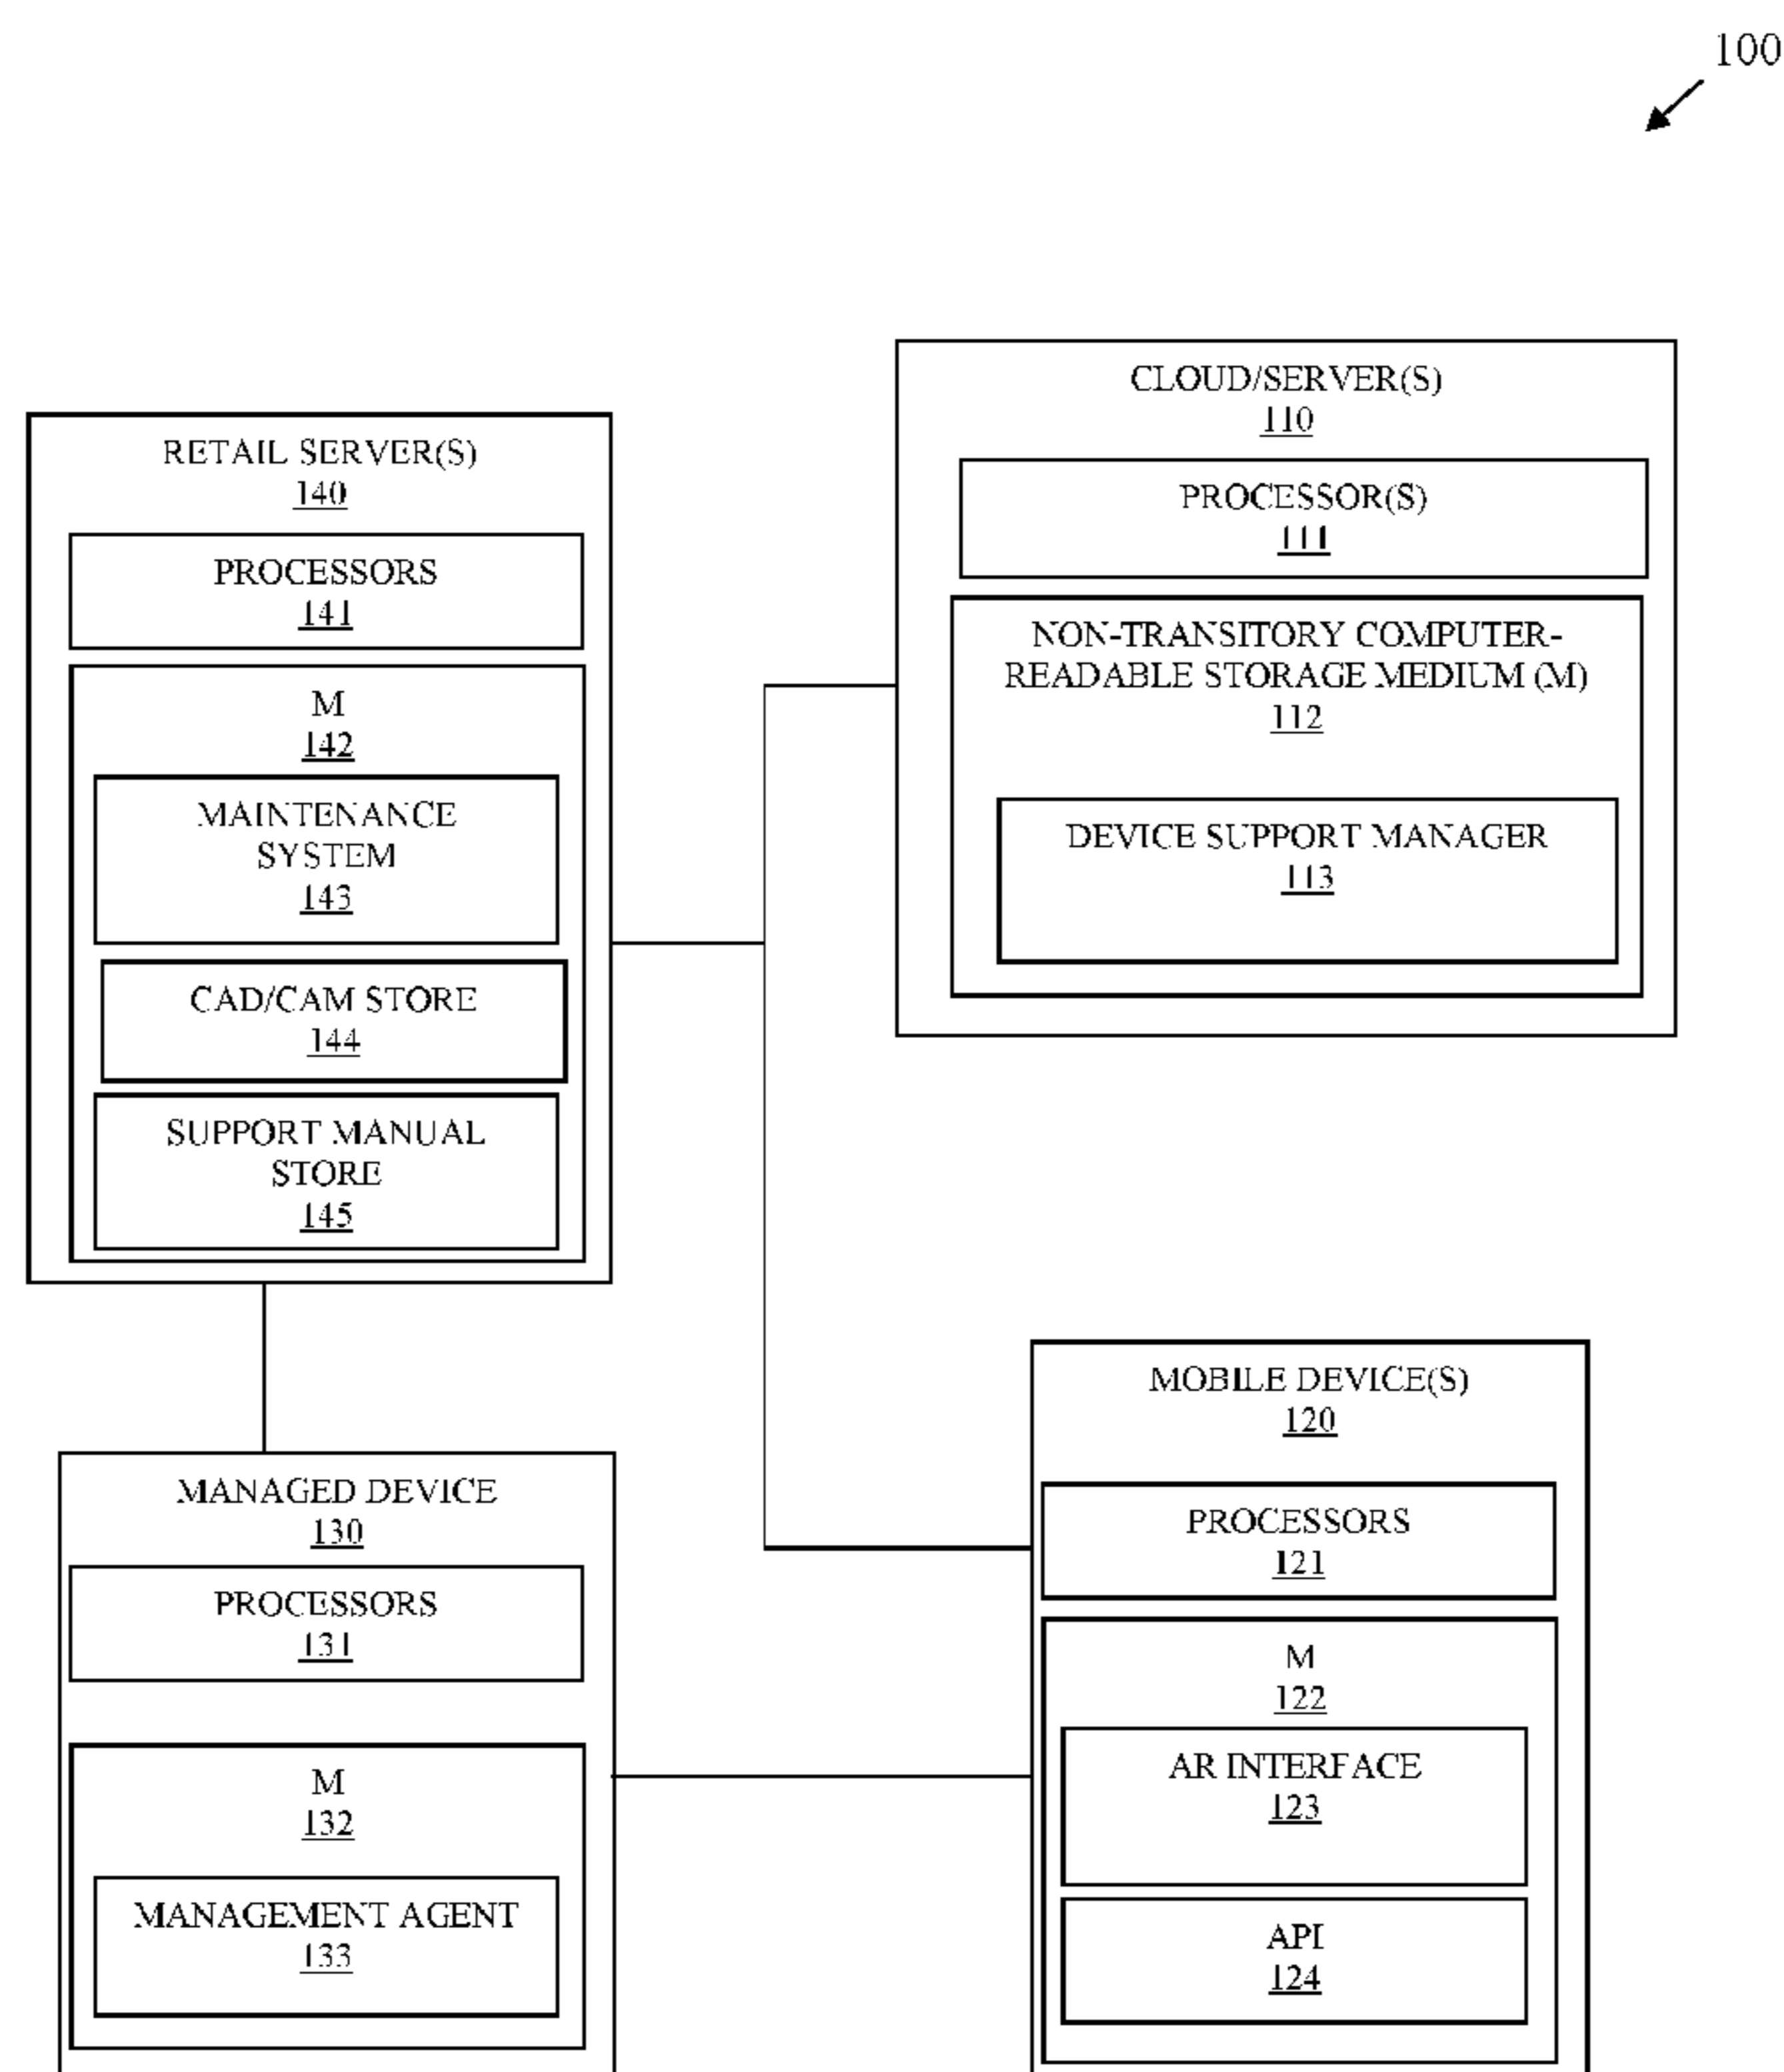 100
CLOUD/SERVER(S)
110
PROCESSOR(S)
111
NON-TRANSITORY COMPUTER-
READABLE STORAGE MEDIUM (M)
112
DEVICE SUPPORT MANAGER
113
RETAIL SERVER(S)
140
PROCESSORS
141
M
142
MAINTENANCE
SYSTEM
143
CAD/CAM STORE
144
SUPPORT MANUAL
STORE
145
MANAGED DEVICE
130
PROCESSORS
131
M
132
MANAGEMENT AGENT
133
MOBILE DEVICE(S)
120
PROCESSORS
121
M
122
AR INTERFACE
123
API
124